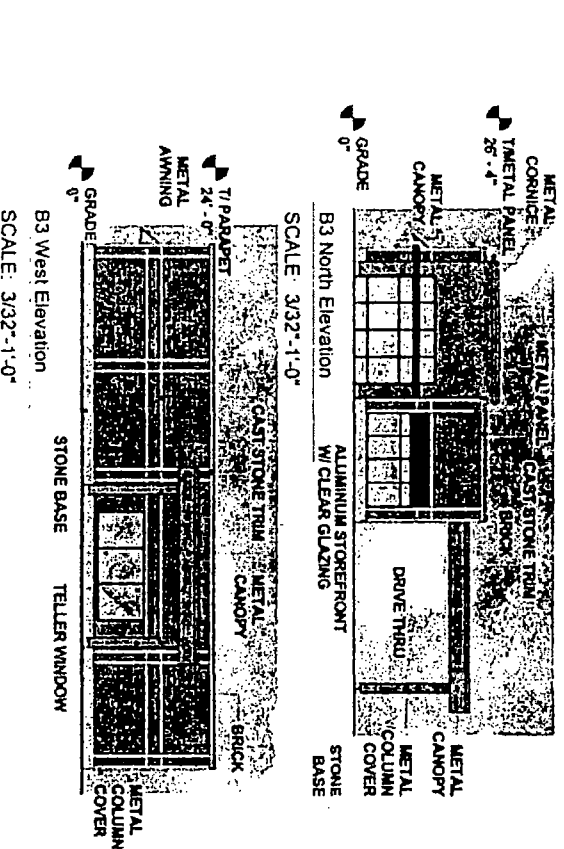 METAL
CORNICE
T/METAL PANEL
26' - 4"
METAL PANEL
CAST STONE TRIM
BRICK
METAL
CANOPY
GRADE
0"
DRIVE THRU
METAL
CANOPY
METAL
COLUMN
COVER
STONE
BASE
ALUMINUM STOREFRONT
W/ CLEAR GLAZING
B3 North Elevation
SCALE: 3/32"-1'-0"
T/ PARAPET
24' - 0"
METAL
AWNING
CAST STONE TRIM
METAL
CANOPY
BRICK
GRADE
0"
STONE BASE
TELLER WINDOW
METAL
COLUMN
COVER
B3 West Elevation
SCALE: 3/32"-1'-0"